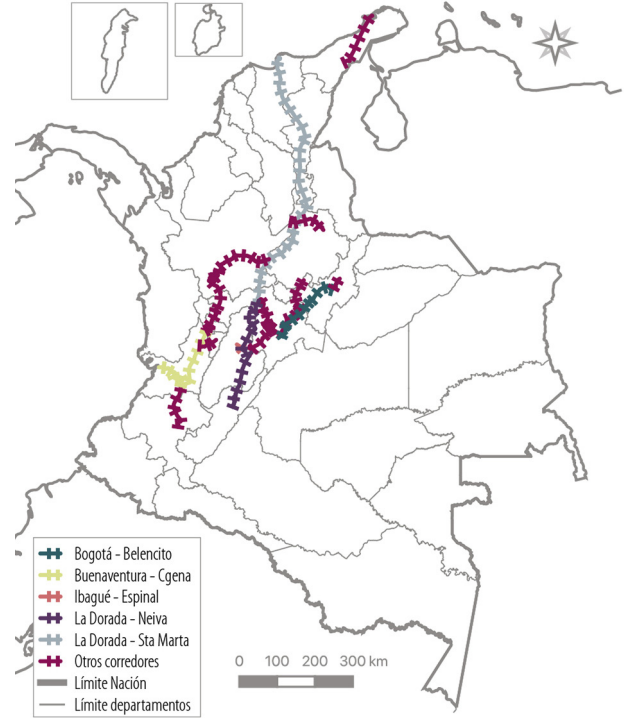 Bogotá - Belencito
Buenaventura - Cgena
Ibagué - Espinal
La Dorada - Neiva
La Dorada - Sta Marta
Otros corredores
Límite Nación
Límite departamentos
0 100 200 300 km